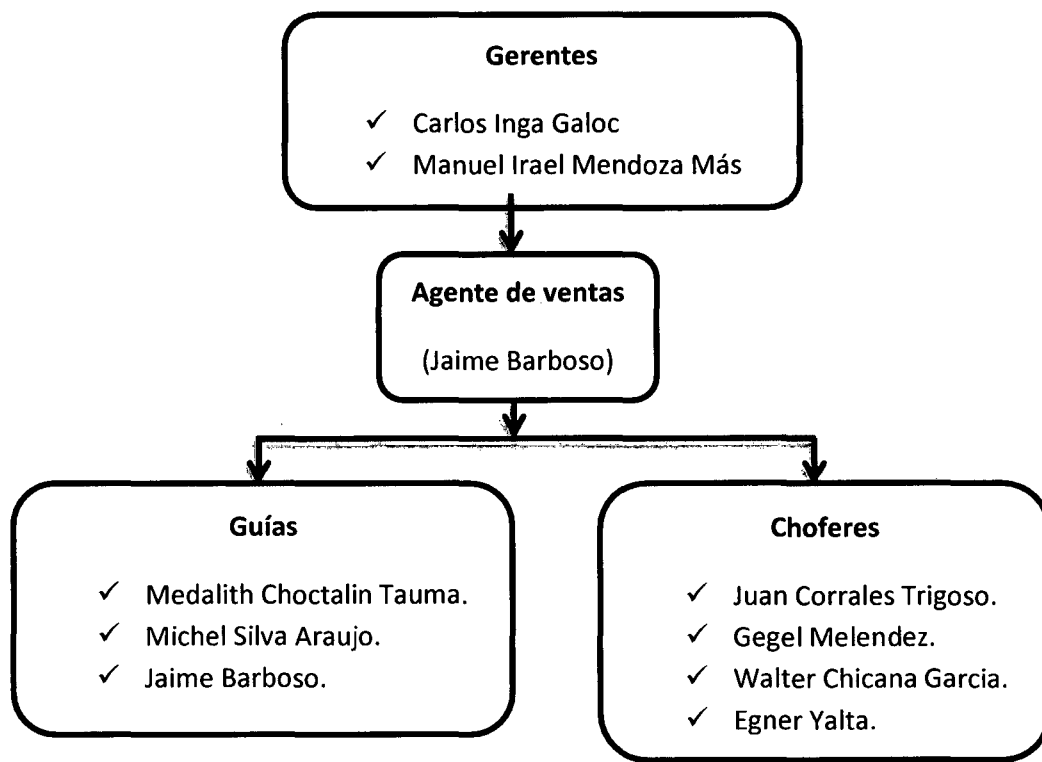 Gerentes
✓ Carlos Inga Galoc
✓ Manuel Irael Mendoza Más
Agente de ventas
(Jaime Barboso)
Guías
✓ Medalith Choctalin Tauma.
✓ Michel Silva Araujo.
✓ Jaime Barboso.
Choferes
✓ Juan Corrales Trigoso.
✓ Gegel Melendez.
✓ Walter Chicana Garcia.
✓ Egner Yalta.